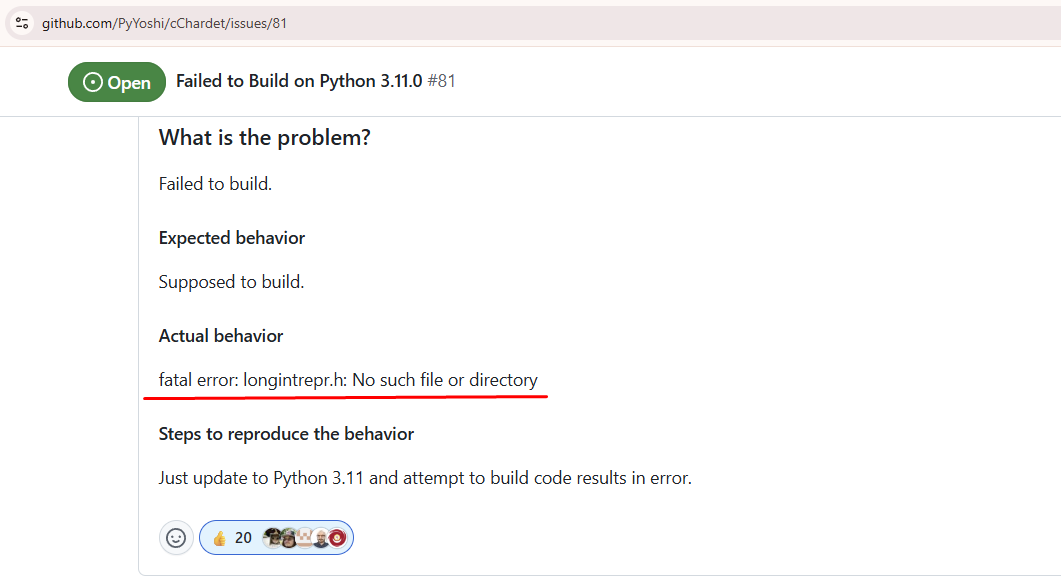 github.com/PyYoshi/cChardet/issues/81
Open Failed to Build on Python 3.11.0 #81
What is the problem?
Failed to build.
Expected behavior
Supposed to build.
Actual behavior
fatal error: longintrepr.h: No such file or directory
Steps to reproduce the behavior
Just update to Python 3.11 and attempt to build code results in error.
👍 20